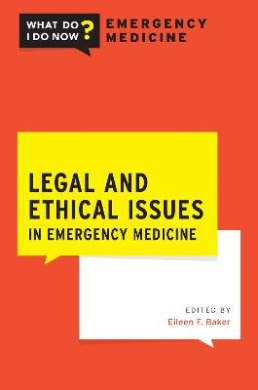 WHAT DO
I DO NOW?
EMERGENCY
MEDICINE
LEGAL AND
ETHICAL ISSUES
IN EMERGENCY MEDICINE
EDITED BY
Eileen F. Baker